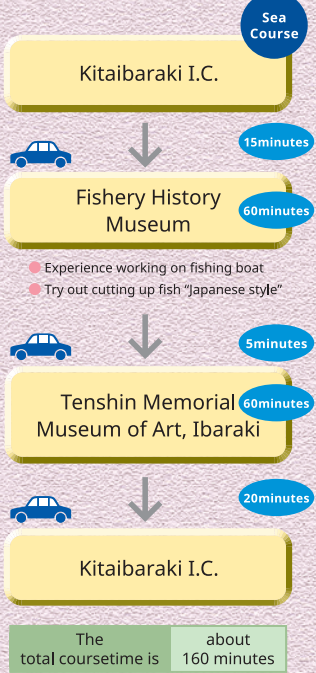 Sea
Course
Kitaibaraki I.C.
15minutes
Fishery History
Museum
60minutes
Experience working on fishing boat
Try out cutting up fish “Japanese style”
5minutes
Tenshin Memorial
Museum of Art, Ibaraki
60minutes
20minutes
Kitaibaraki I.C.
The
total coursetime is
about
160 minutes